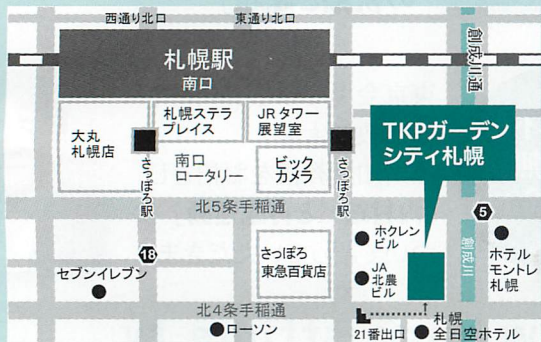 西通り北口
東通り北口
札幌駅
南口
創成川通
大丸
札幌店
札幌ステラ
プレイス
JRタワー
展望室
TKPガーデン
シティ札幌
さっぽろ駅
南口
ロータリー
ビック
カメラ
さっぽろ駅
北5条手稲通
5
18
セブンイレブン
さっぽろ
東急百貨店
ホクレン
ビル
JA
北農
ビル
創成川
ホテル
モントレ
札幌
北4条手稲通
ローソン
21番出口
札幌
全日空ホテル